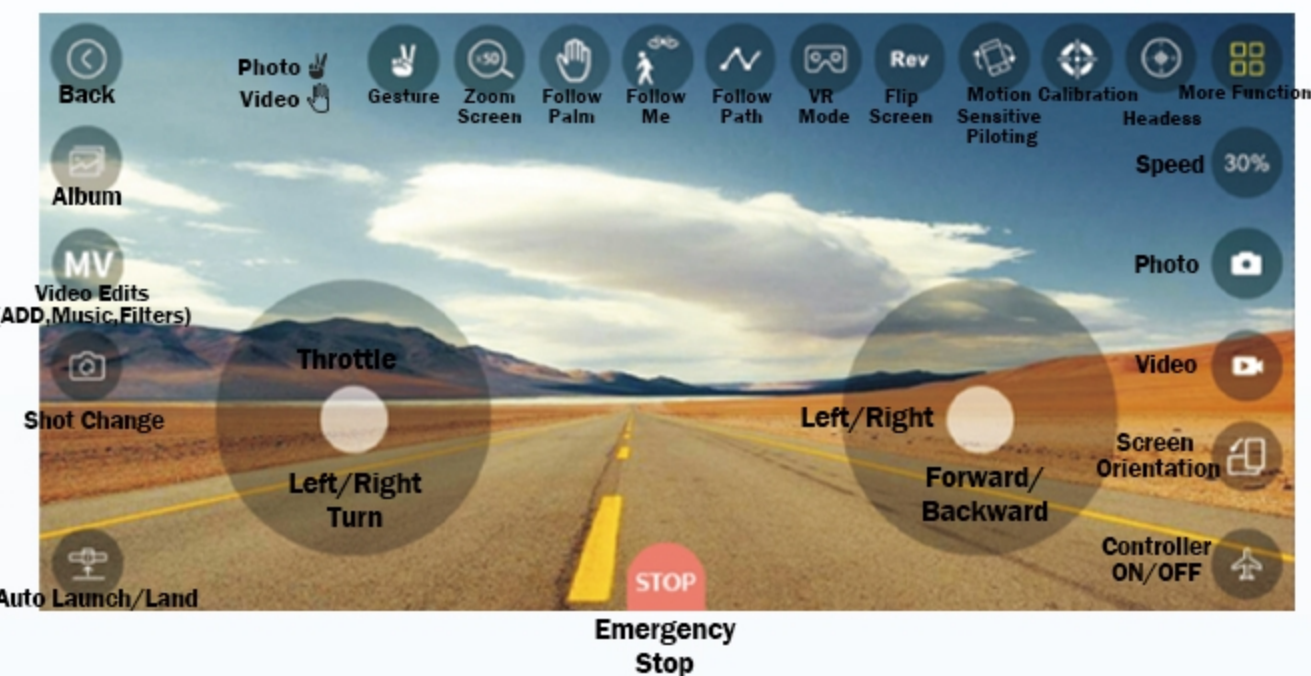 Back
Photo
Video
Gesture
x50
Zoom
Screen
Follow
Palm
Follow
Me
Follow
Path
VR
Mode
Rev
Flip
Screen
Motion
Sensitive
Piloting
Calibration
Headess
More Function
Album
Speed
30%
MV
Video Edits
(ADD,Music,Filters)
Photo
Shot Change
Throttle
Left/Right
Turn
Left/Right
Forward/
Backward
Video
Screen
Orientation
Auto Launch/Land
STOP
Controller
ON/OFF
Emergency
Stop